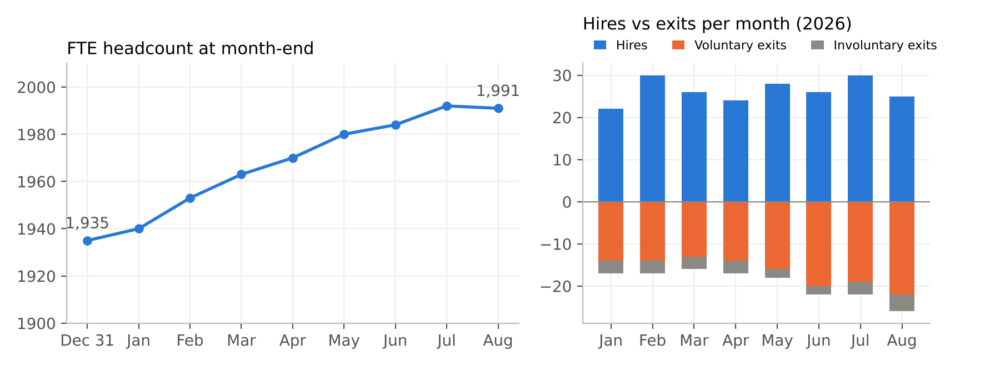 FTE headcount at month-end
2000
1980
1960
1940
1920
1900
1,935
1,991
Dec 31 Jan Feb Mar Apr May Jun Jul Aug
Hires vs exits per month (2026)
Hires Voluntary exits Involuntary exits
30
20
10
0
−10
−20
Jan Feb Mar Apr May Jun Jul Aug